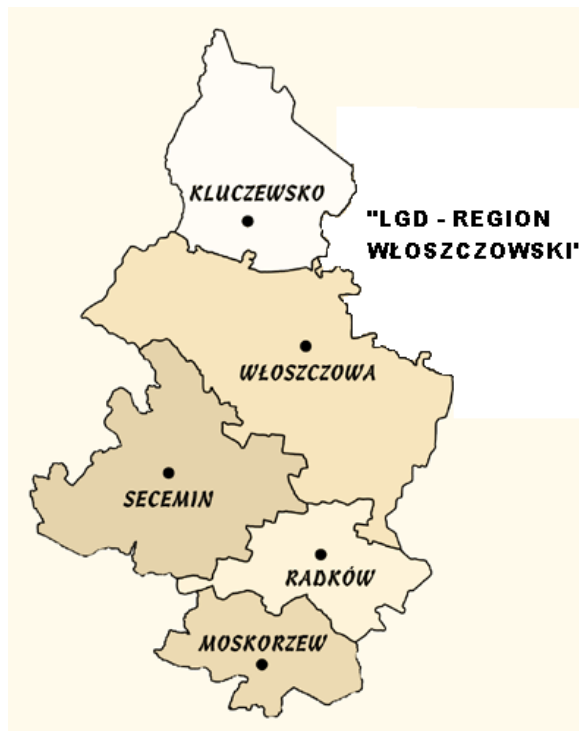 KLUCZEWSKO
"LGD - REGION
WŁOSZCZOWSKI"
WŁOSZCZOWA
SECEMIN
RADKÓW
MOSKORZEW